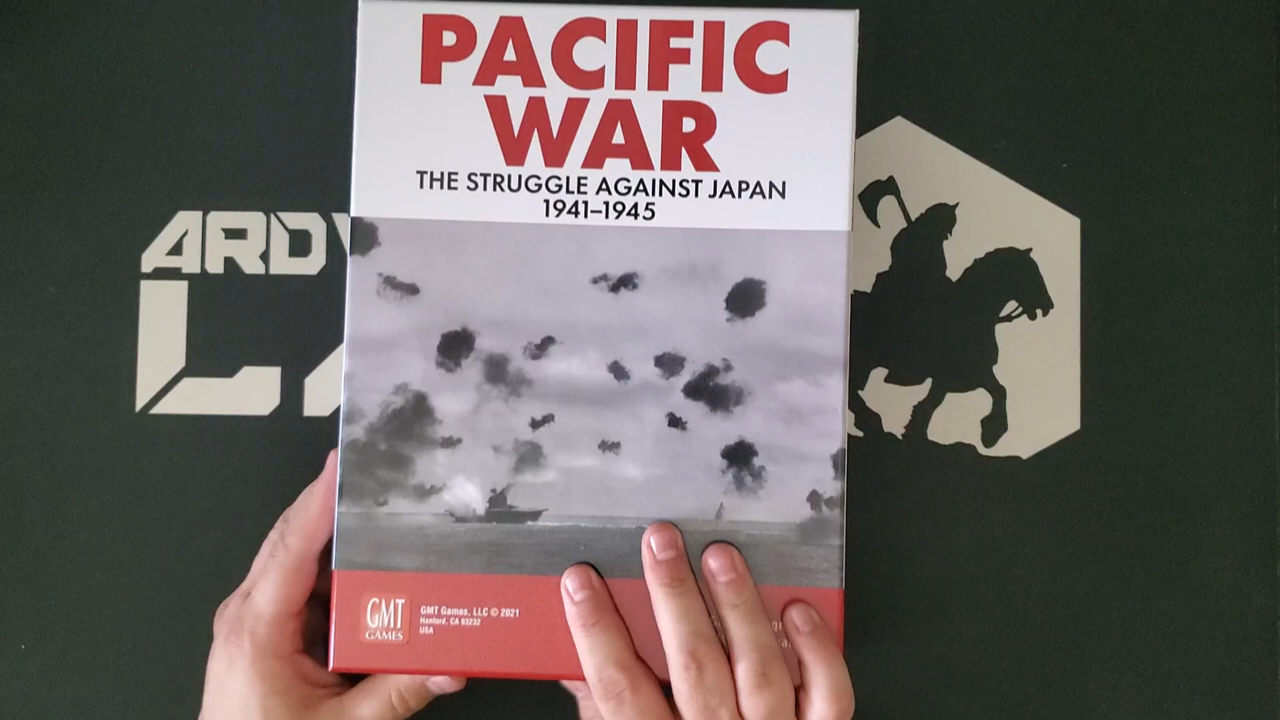 PACIFIC
WAR
THE STRUGGLE AGAINST JAPAN
1941–1945
ARD
GMT
GAMES
GMT Games, LLC © 2021
Hanford, CA 93232
USA